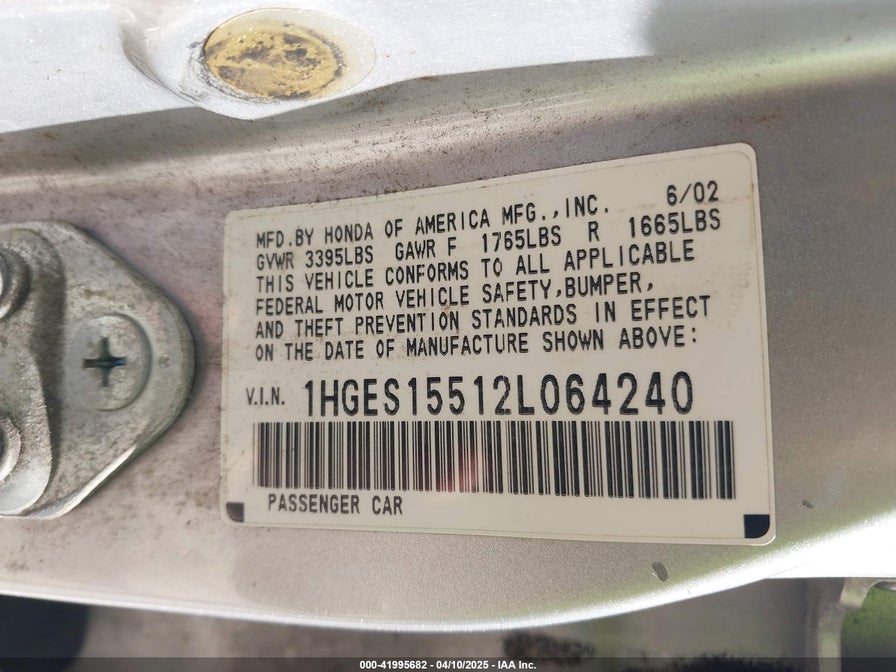 MFD.BY HONDA OF AMERICA MFG.,INC. 6/02
GVWR 3395LBS GAWR F 1765LBS R 1665LBS
THIS VEHICLE CONFORMS TO ALL APPLICABLE
FEDERAL MOTOR VEHICLE SAFETY,BUMPER,
AND THEFT PREVENTION STANDARDS IN EFFECT
ON THE DATE OF MANUFACTURE SHOWN ABOVE:
V.I.N. 1HGES15512L064240
PASSENGER CAR
000-41995682 - 04/10/2025 - IAA Inc.